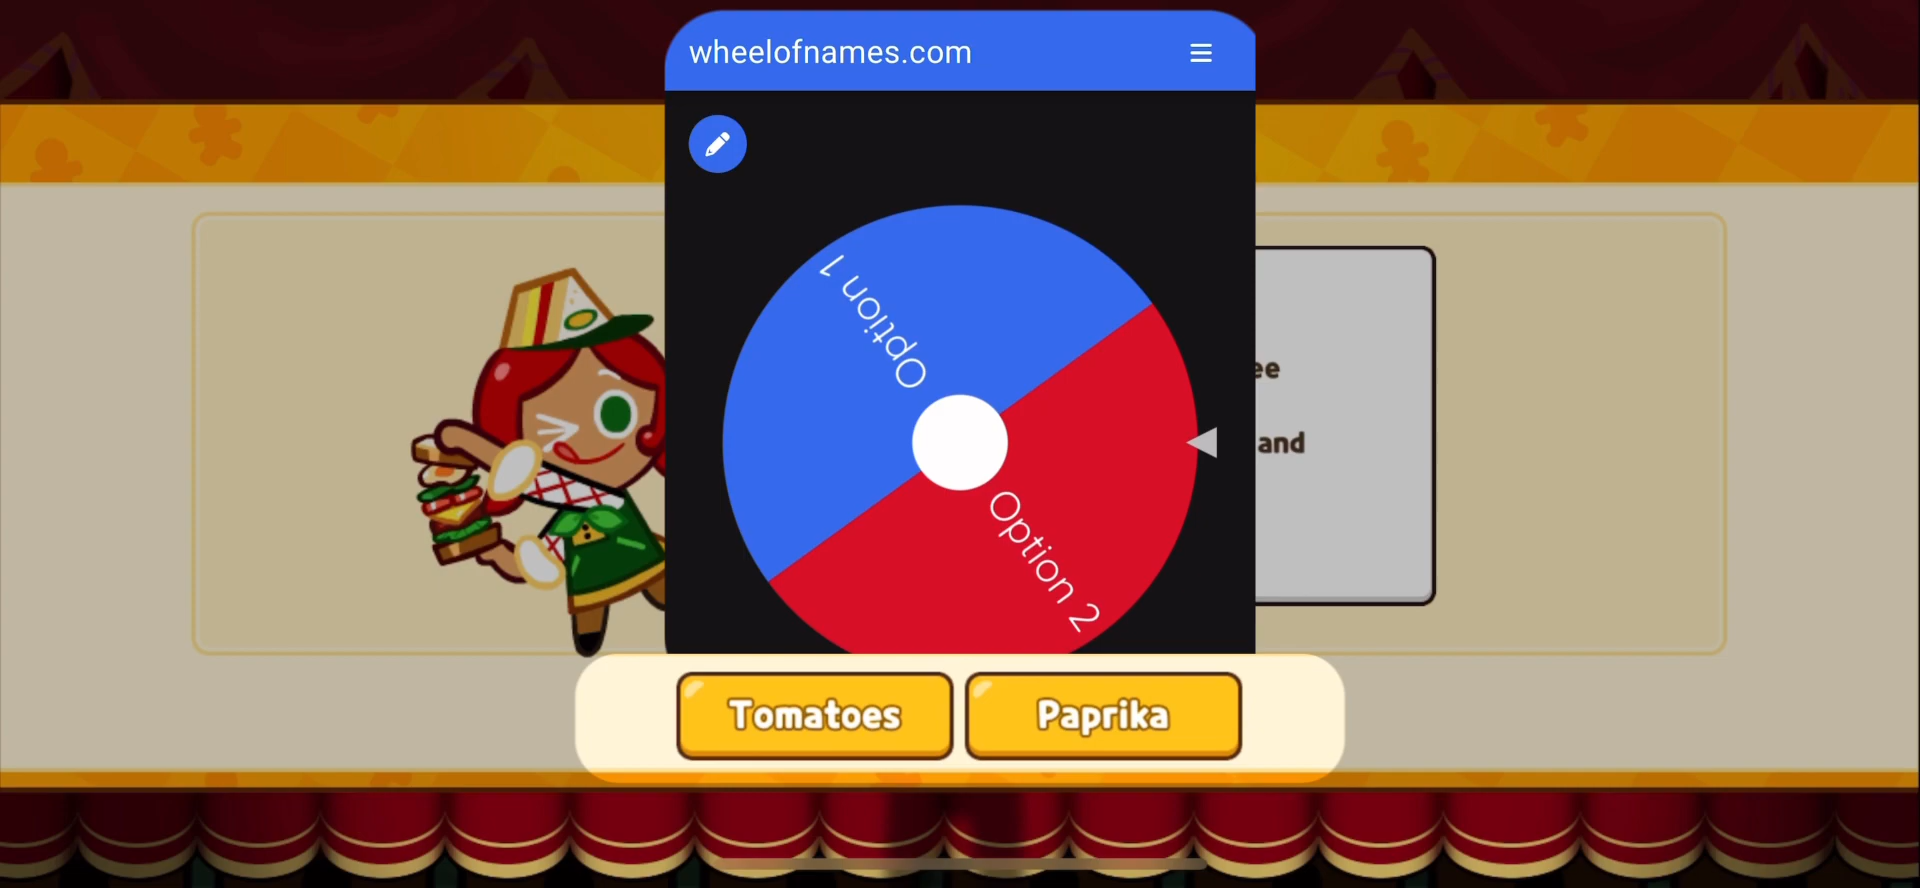 wheelofnames.com
Option 1
ee
and
Option 2
Tomatoes
Paprika